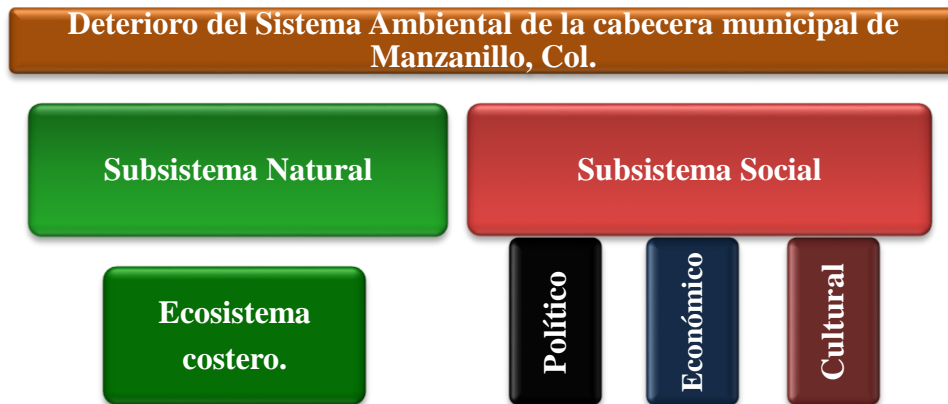 Deterioro del Sistema Ambiental de la cabecera municipal de
Manzanillo, Col.
Subsistema Natural
Subsistema Social
Ecosistema
costero.
Político
Económico
Cultural